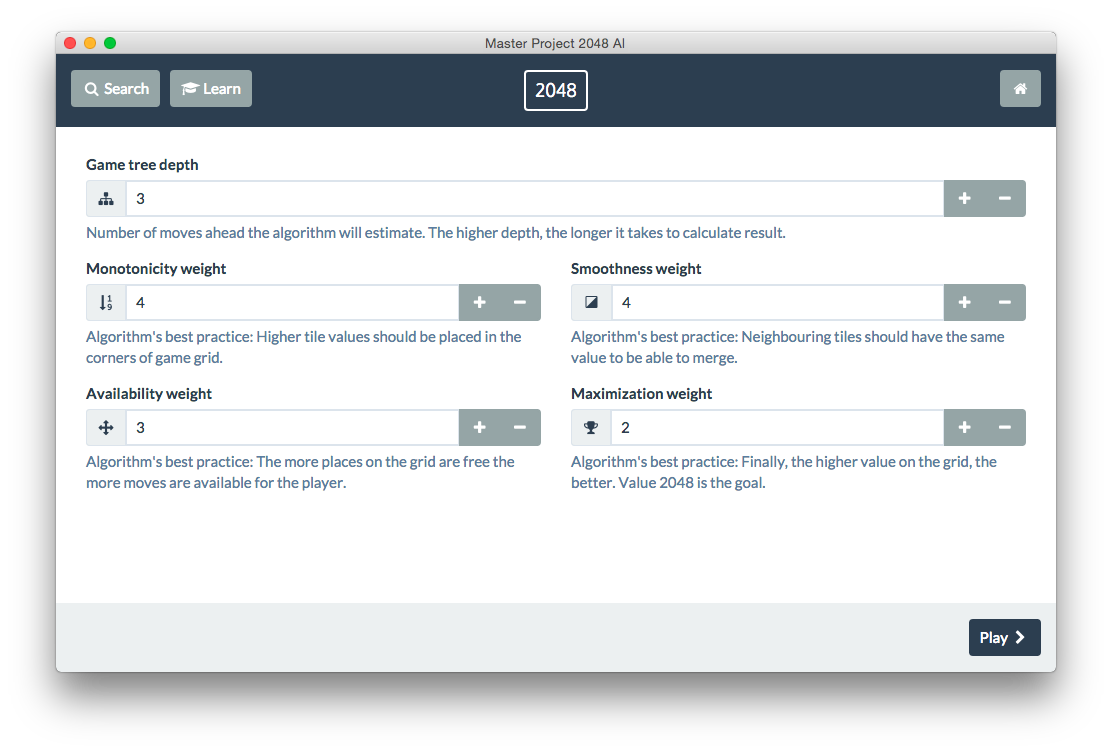 Master Project 2048 AI
Search
Learn
2048
Game tree depth
3
Number of moves ahead the algorithm will estimate. The higher depth, the longer it takes to calculate result.
Monotonicity weight
4
Algorithm's best practice: Higher tile values should be placed in the
corners of game grid.
Smoothness weight
4
Algorithm's best practice: Neighbouring tiles should have the same
value to be able to merge.
Availability weight
3
Algorithm's best practice: The more places on the grid are free the
more moves are available for the player.
Maximization weight
2
Algorithm's best practice: Finally, the higher value on the grid, the
better. Value 2048 is the goal.
Play